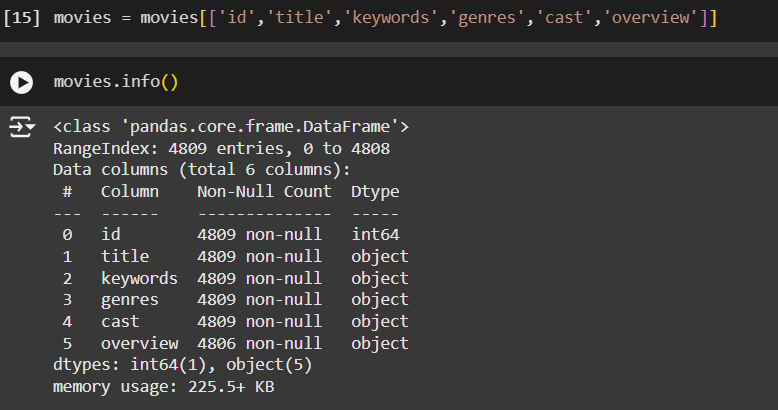 [15] movies = movies[['id','title','keywords','genres','cast','overview']]
movies.info()
<class 'pandas.core.frame.DataFrame'>
RangeIndex: 4809 entries, 0 to 4808
Data columns (total 6 columns):
 #   Column    Non-Null Count  Dtype
---  ------    --------------  -----
 0   id        4809 non-null   int64
 1   title     4809 non-null   object
 2   keywords  4809 non-null   object
 3   genres    4809 non-null   object
 4   cast      4809 non-null   object
 5   overview  4806 non-null   object
dtypes: int64(1), object(5)
memory usage: 225.5+ KB